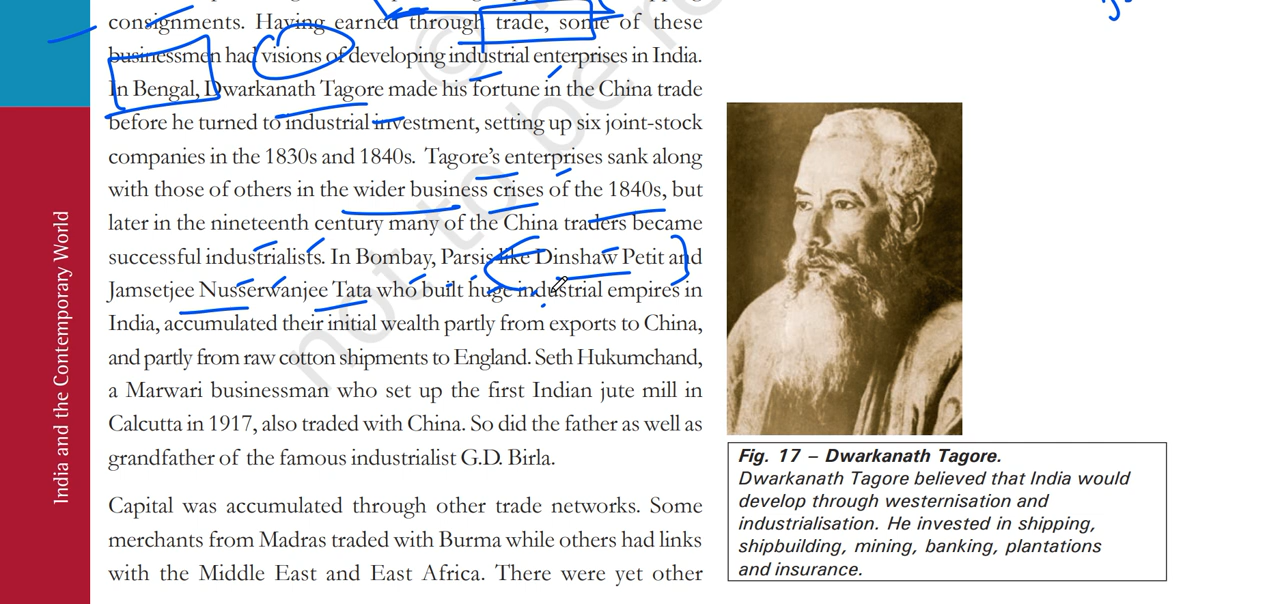 consignments. Having earned through trade, some of these
businessmen had visions of developing industrial enterprises in India.
In Bengal, Dwarkanath Tagore made his fortune in the China trade
before he turned to industrial investment, setting up six joint-stock
companies in the 1830s and 1840s. Tagore's enterprises sank along
with those of others in the wider business crises of the 1840s, but
later in the nineteenth century many of the China traders became
successful industrialists. In Bombay, Parsis like Dinshaw Petit and
Jamsetjee Nusserwanjee Tata who built huge industrial empires in
India, accumulated their initial wealth partly from exports to China,
and partly from raw cotton shipments to England. Seth Hukumchand,
a Marwari businessman who set up the first Indian jute mill in
Calcutta in 1917, also traded with China. So did the father as well as
grandfather of the famous industrialist G.D. Birla.
Capital was accumulated through other trade networks. Some
merchants from Madras traded with Burma while others had links
with the Middle East and East Africa. There were yet other
Fig. 17 – Dwarkanath Tagore.
Dwarkanath Tagore believed that India would
develop through westernisation and
industrialisation. He invested in shipping,
shipbuilding, mining, banking, plantations
and insurance.
India and the Contemporary World
©
not to be re